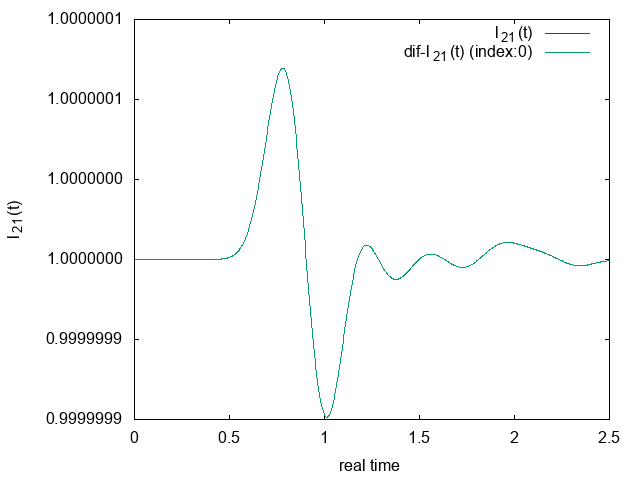 1.0000001
I21(t)
dif-I21(t) (index:0)
1.0000001
1.0000000
I21(t)
1.0000000
0.9999999
0.9999999
0 0.5 1 1.5 2 2.5
real time